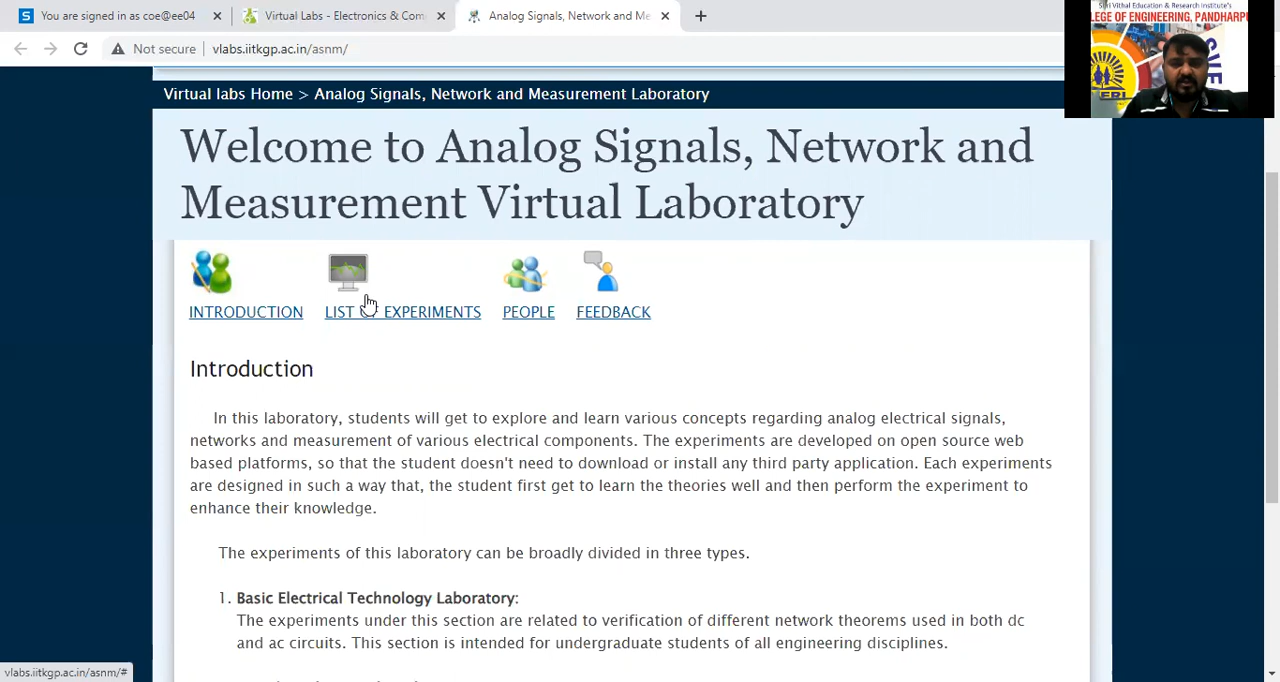 You are signed in as coe@ee04
Virtual Labs - Electronics & Com
Analog Signals, Network and Me
Not secure
vlabs.iitkgp.ac.in/asnm/
LEGE OF ENGINEERING, PANDHARP
Virtual labs Home > Analog Signals, Network and Measurement Laboratory
Welcome to Analog Signals, Network and
Measurement Virtual Laboratory
INTRODUCTION
LIST EXPERIMENTS
PEOPLE
FEEDBACK
Introduction
In this laboratory, students will get to explore and learn various concepts regarding analog electrical signals,
networks and measurement of various electrical components. The experiments are developed on open source web
based platforms, so that the student doesn't need to download or install any third party application. Each experiments
are designed in such a way that, the student first get to learn the theories well and then perform the experiment to
enhance their knowledge.
The experiments of this laboratory can be broadly divided in three types.
1. Basic Electrical Technology Laboratory:
The experiments under this section are related to verification of different network theorems used in both dc
and ac circuits. This section is intended for undergraduate students of all engineering disciplines.
vlabs.iitkgp.ac.in/asnm/#